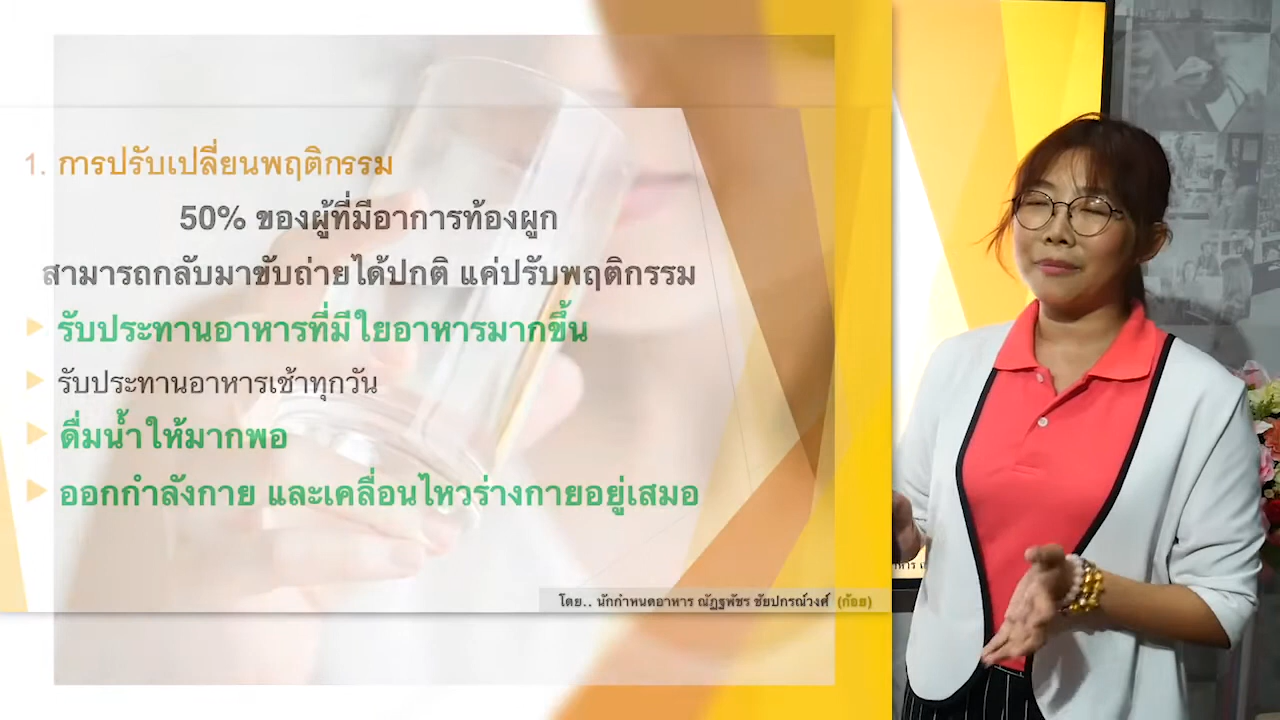 1. การปรับเปลี่ยนพฤติกรรม
50% ของผู้ที่มีอาการท้องผูก
สามารถกลับมาขับถ่ายได้ปกติ แค่ปรับพฤติกรรม
รับประทานอาหารที่มีใยอาหารมากขึ้น
รับประทานอาหารเช้าทุกวัน
ดื่มน้ำให้มากพอ
ออกกำลังกาย และเคลื่อนไหวร่างกายอยู่เสมอ
โดย.. นักกำหนดอาหาร ณัฏฐพัชร ชัยปกรณ์วงศ์ (ก้อย)